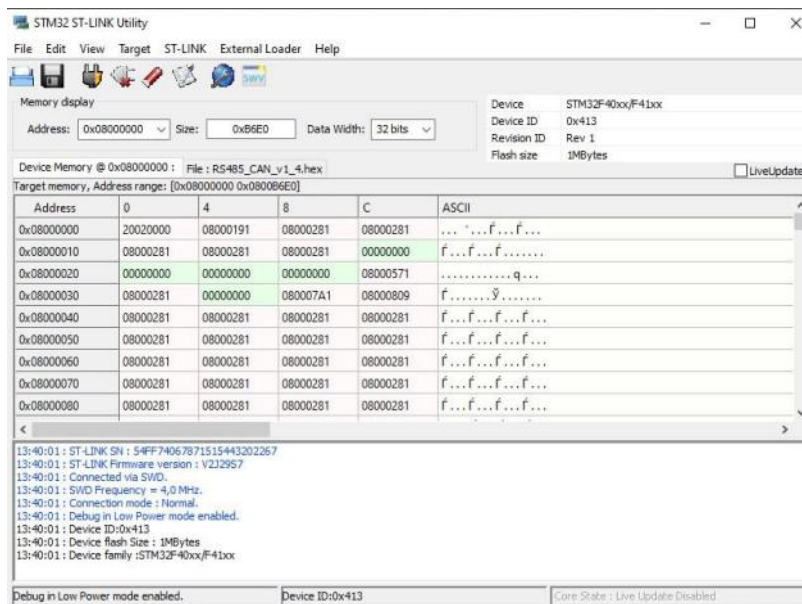 STM32 ST-LINK Utility
File Edit View Target ST-LINK External Loader Help
SWV
Memory display
Address: 0x08000000 Size: 0xB6E0 Data Width: 32 bits
Device STM32F40xx/F41xx
Device ID 0x413
Revision ID Rev 1
Flash size 1MBytes
Device Memory @ 0x08000000 : File : RS485_CAN_v1_4.hex LiveUpdate
Target memory, Address range: [0x08000000 0x0800B6E0]
Address 0 4 8 C ASCII
0x08000000 20020000 08000191 08000281 08000281 ... '...ѓ...ѓ...
0x08000010 08000281 08000281 08000281 00000000 ѓ...ѓ...ѓ.......
0x08000020 00000000 00000000 00000000 08000571 ............q...
0x08000030 08000281 00000000 080007A1 08000809 ѓ.......Ў.......
0x08000040 08000281 08000281 08000281 08000281 ѓ...ѓ...ѓ...ѓ...
0x08000050 08000281 08000281 08000281 08000281 ѓ...ѓ...ѓ...ѓ...
0x08000060 08000281 08000281 08000281 08000281 ѓ...ѓ...ѓ...ѓ...
0x08000070 08000281 08000281 08000281 08000281 ѓ...ѓ...ѓ...ѓ...
0x08000080 08000281 08000281 08000281 08000281 ѓ...ѓ...ѓ...ѓ...
13:40:01 : ST-LINK SN : 54FF74067871515443202267
13:40:01 : ST-LINK Firmware version : V2J29S7
13:40:01 : Connected via SWD.
13:40:01 : SWD Frequency = 4,0 MHz.
13:40:01 : Connection mode : Normal.
13:40:01 : Debug in Low Power mode enabled.
13:40:01 : Device ID:0x413
13:40:01 : Device flash Size : 1MBytes
13:40:01 : Device family :STM32F40xx/F41xx
Debug in Low Power mode enabled. Device ID:0x413 Core State : Live Update Disabled